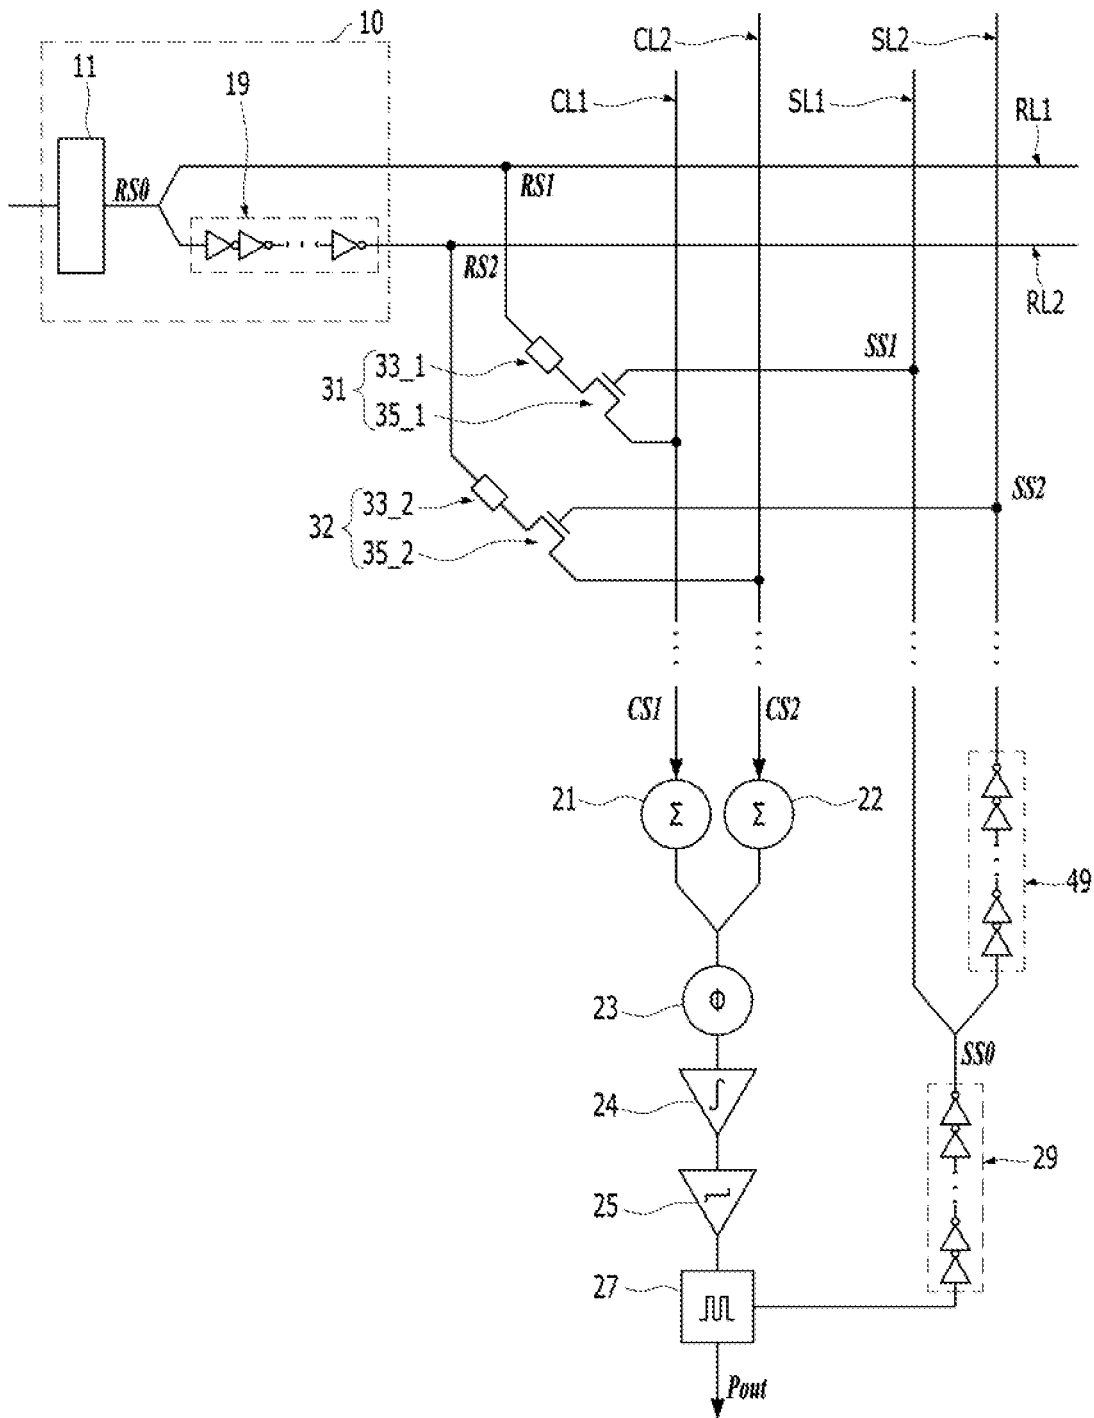 10
CL2
SL2
11
19
CL1
SL1
RL1
RS0
RS1
RS2
RL2
SS1
31
33_1
35_1
SS2
32
33_2
35_2
CS1
CS2
21
Σ
Σ
22
49
23
Φ
SS0
24
∫
29
25
27
Pout